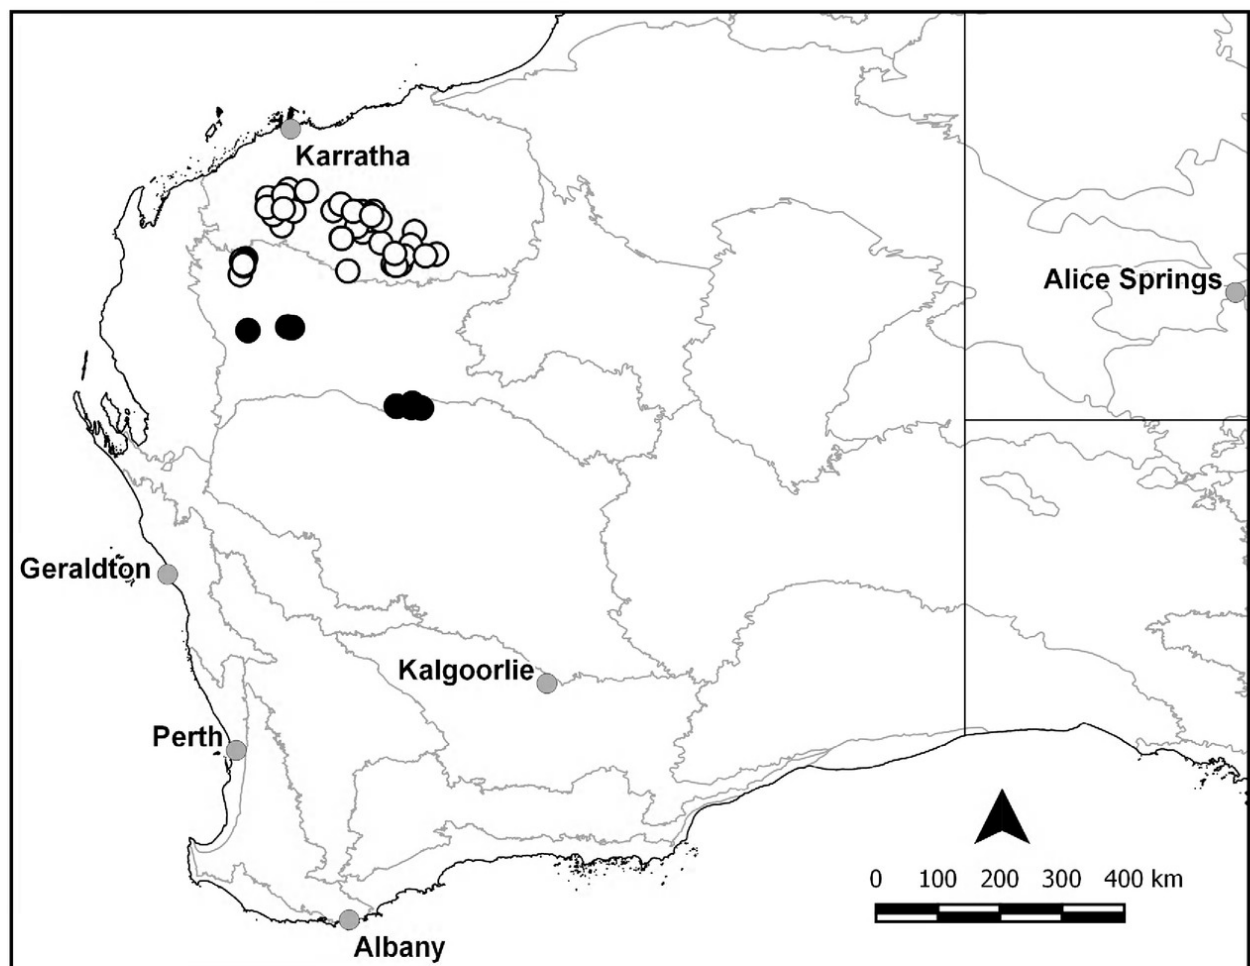 Karratha
Alice Springs
Geraldton
Kalgoorlie
Perth
0 100 200 300 400 km
Albany